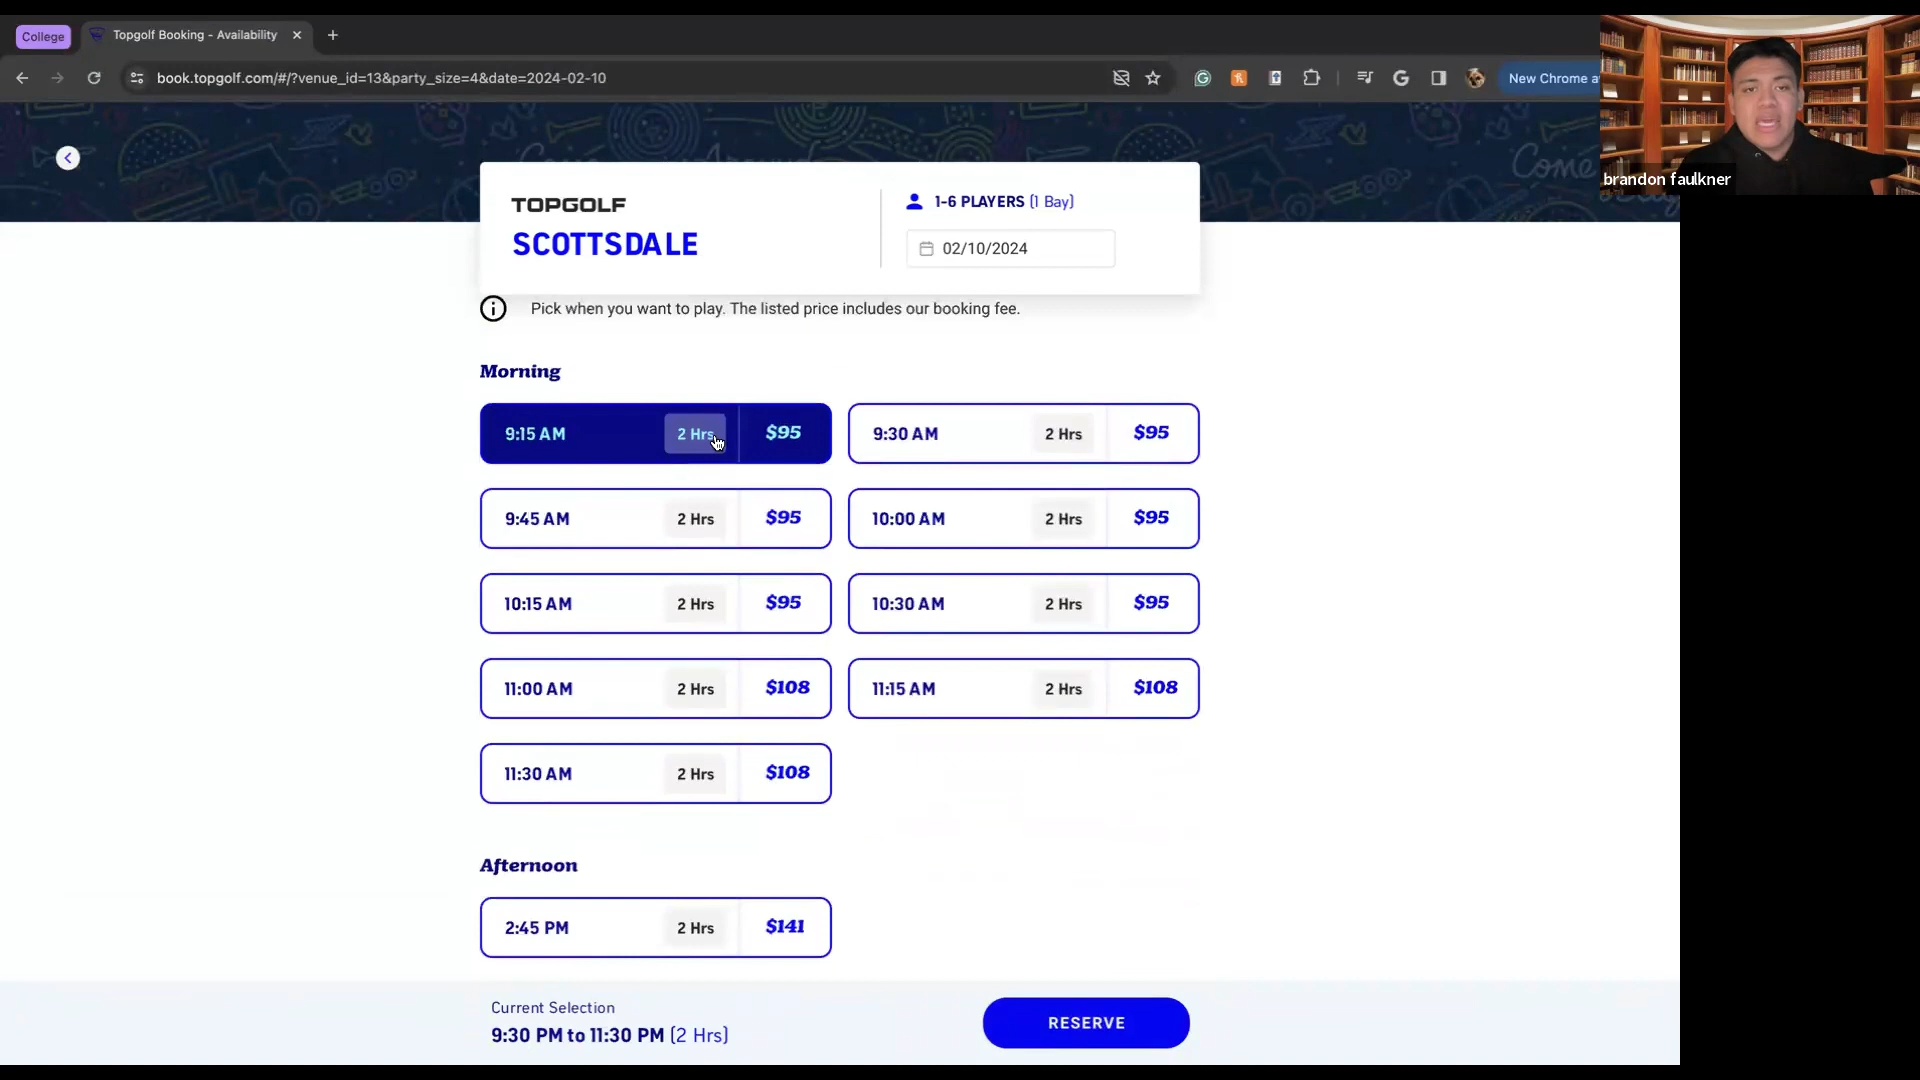 College
Topgolf Booking - Availability
book.topgolf.com/#/?venue_id=13&party_size=4&date=2024-02-10
New Chrome a
brandon faulkner
Come
TOPGOLF
SCOTTSDALE
1-6 PLAYERS (1 Bay)
02/10/2024
Pick when you want to play. The listed price includes our booking fee.
Morning
9:15 AM 2 Hrs $95
9:30 AM 2 Hrs $95
9:45 AM 2 Hrs $95
10:00 AM 2 Hrs $95
10:15 AM 2 Hrs $95
10:30 AM 2 Hrs $95
11:00 AM 2 Hrs $108
11:15 AM 2 Hrs $108
11:30 AM 2 Hrs $108
Afternoon
2:45 PM 2 Hrs $141
Current Selection
9:30 PM to 11:30 PM (2 Hrs)
RESERVE